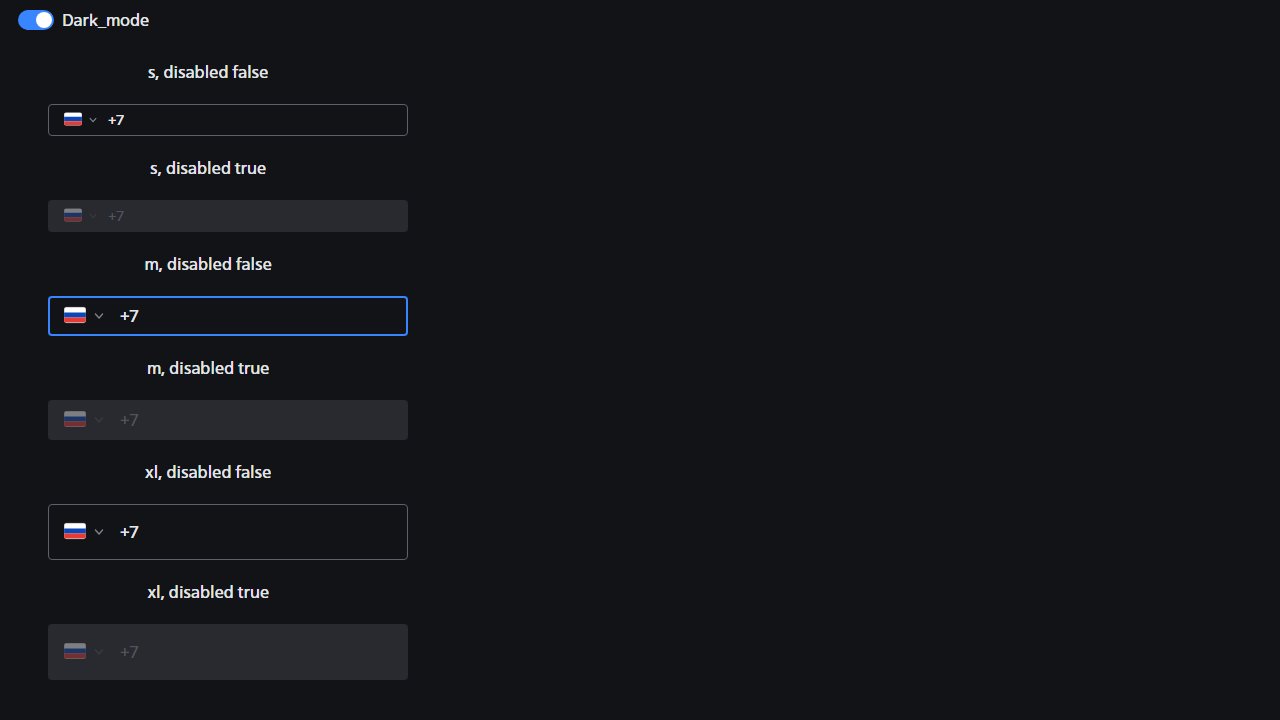 Dark_mode
s, disabled false
+7
s, disabled true
+7
m, disabled false
+7
m, disabled true
+7
xl, disabled false
+7
xl, disabled true
+7